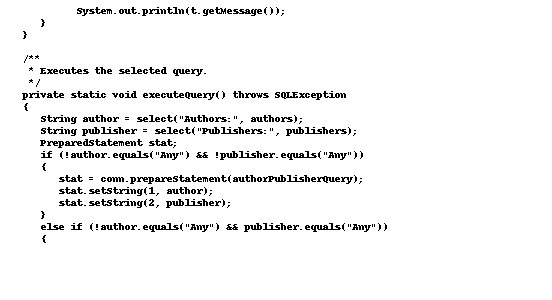 System.out.println(t.getMessage());
   }
}

/**
 * Executes the selected query.
 */
private static void executeQuery() throws SQLException
{
   String author = select("Authors:", authors);
   String publisher = select("Publishers:", publishers);
   PreparedStatement stat;
   if (!author.equals("Any") && !publisher.equals("Any"))
   {
      stat = conn.prepareStatement(authorPublisherQuery);
      stat.setString(1, author);
      stat.setString(2, publisher);
   }
   else if (!author.equals("Any") && publisher.equals("Any"))
   {